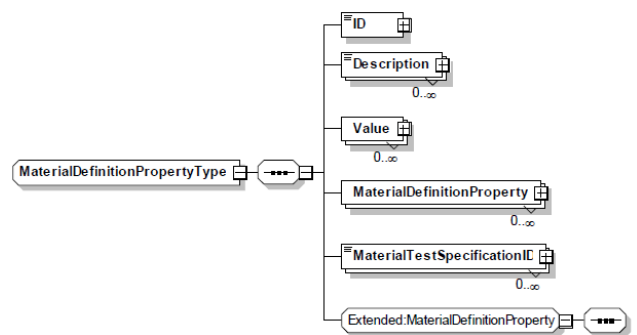 ID
Description
0..∞
Value
0..∞
MaterialDefinitionPropertyType
MaterialDefinitionProperty
0..∞
MaterialTestSpecificationID
0..∞
Extended:MaterialDefinitionProperty